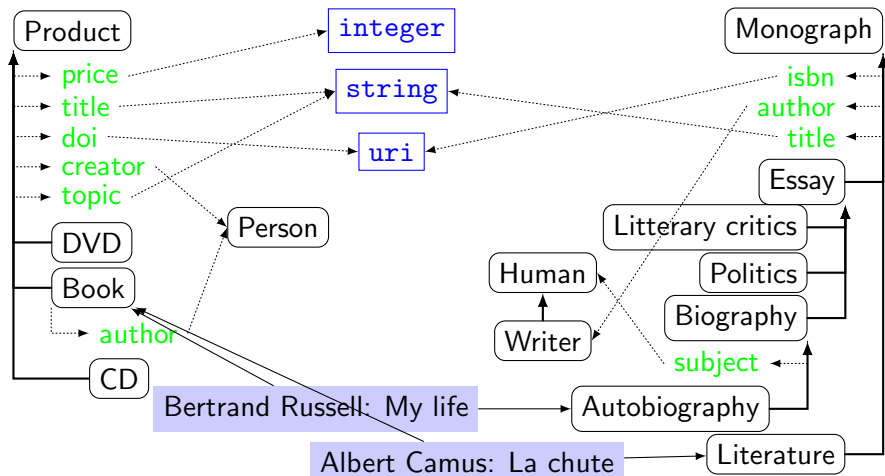 Product
integer
Monograph
price
isbn
string
title
author
doi
title
uri
creator
topic
Essay
Person
Litterary critics
DVD
Human
Politics
Book
Biography
author
Writer
subject
CD
Bertrand Russell: My life
Autobiography
Albert Camus: La chute
Literature